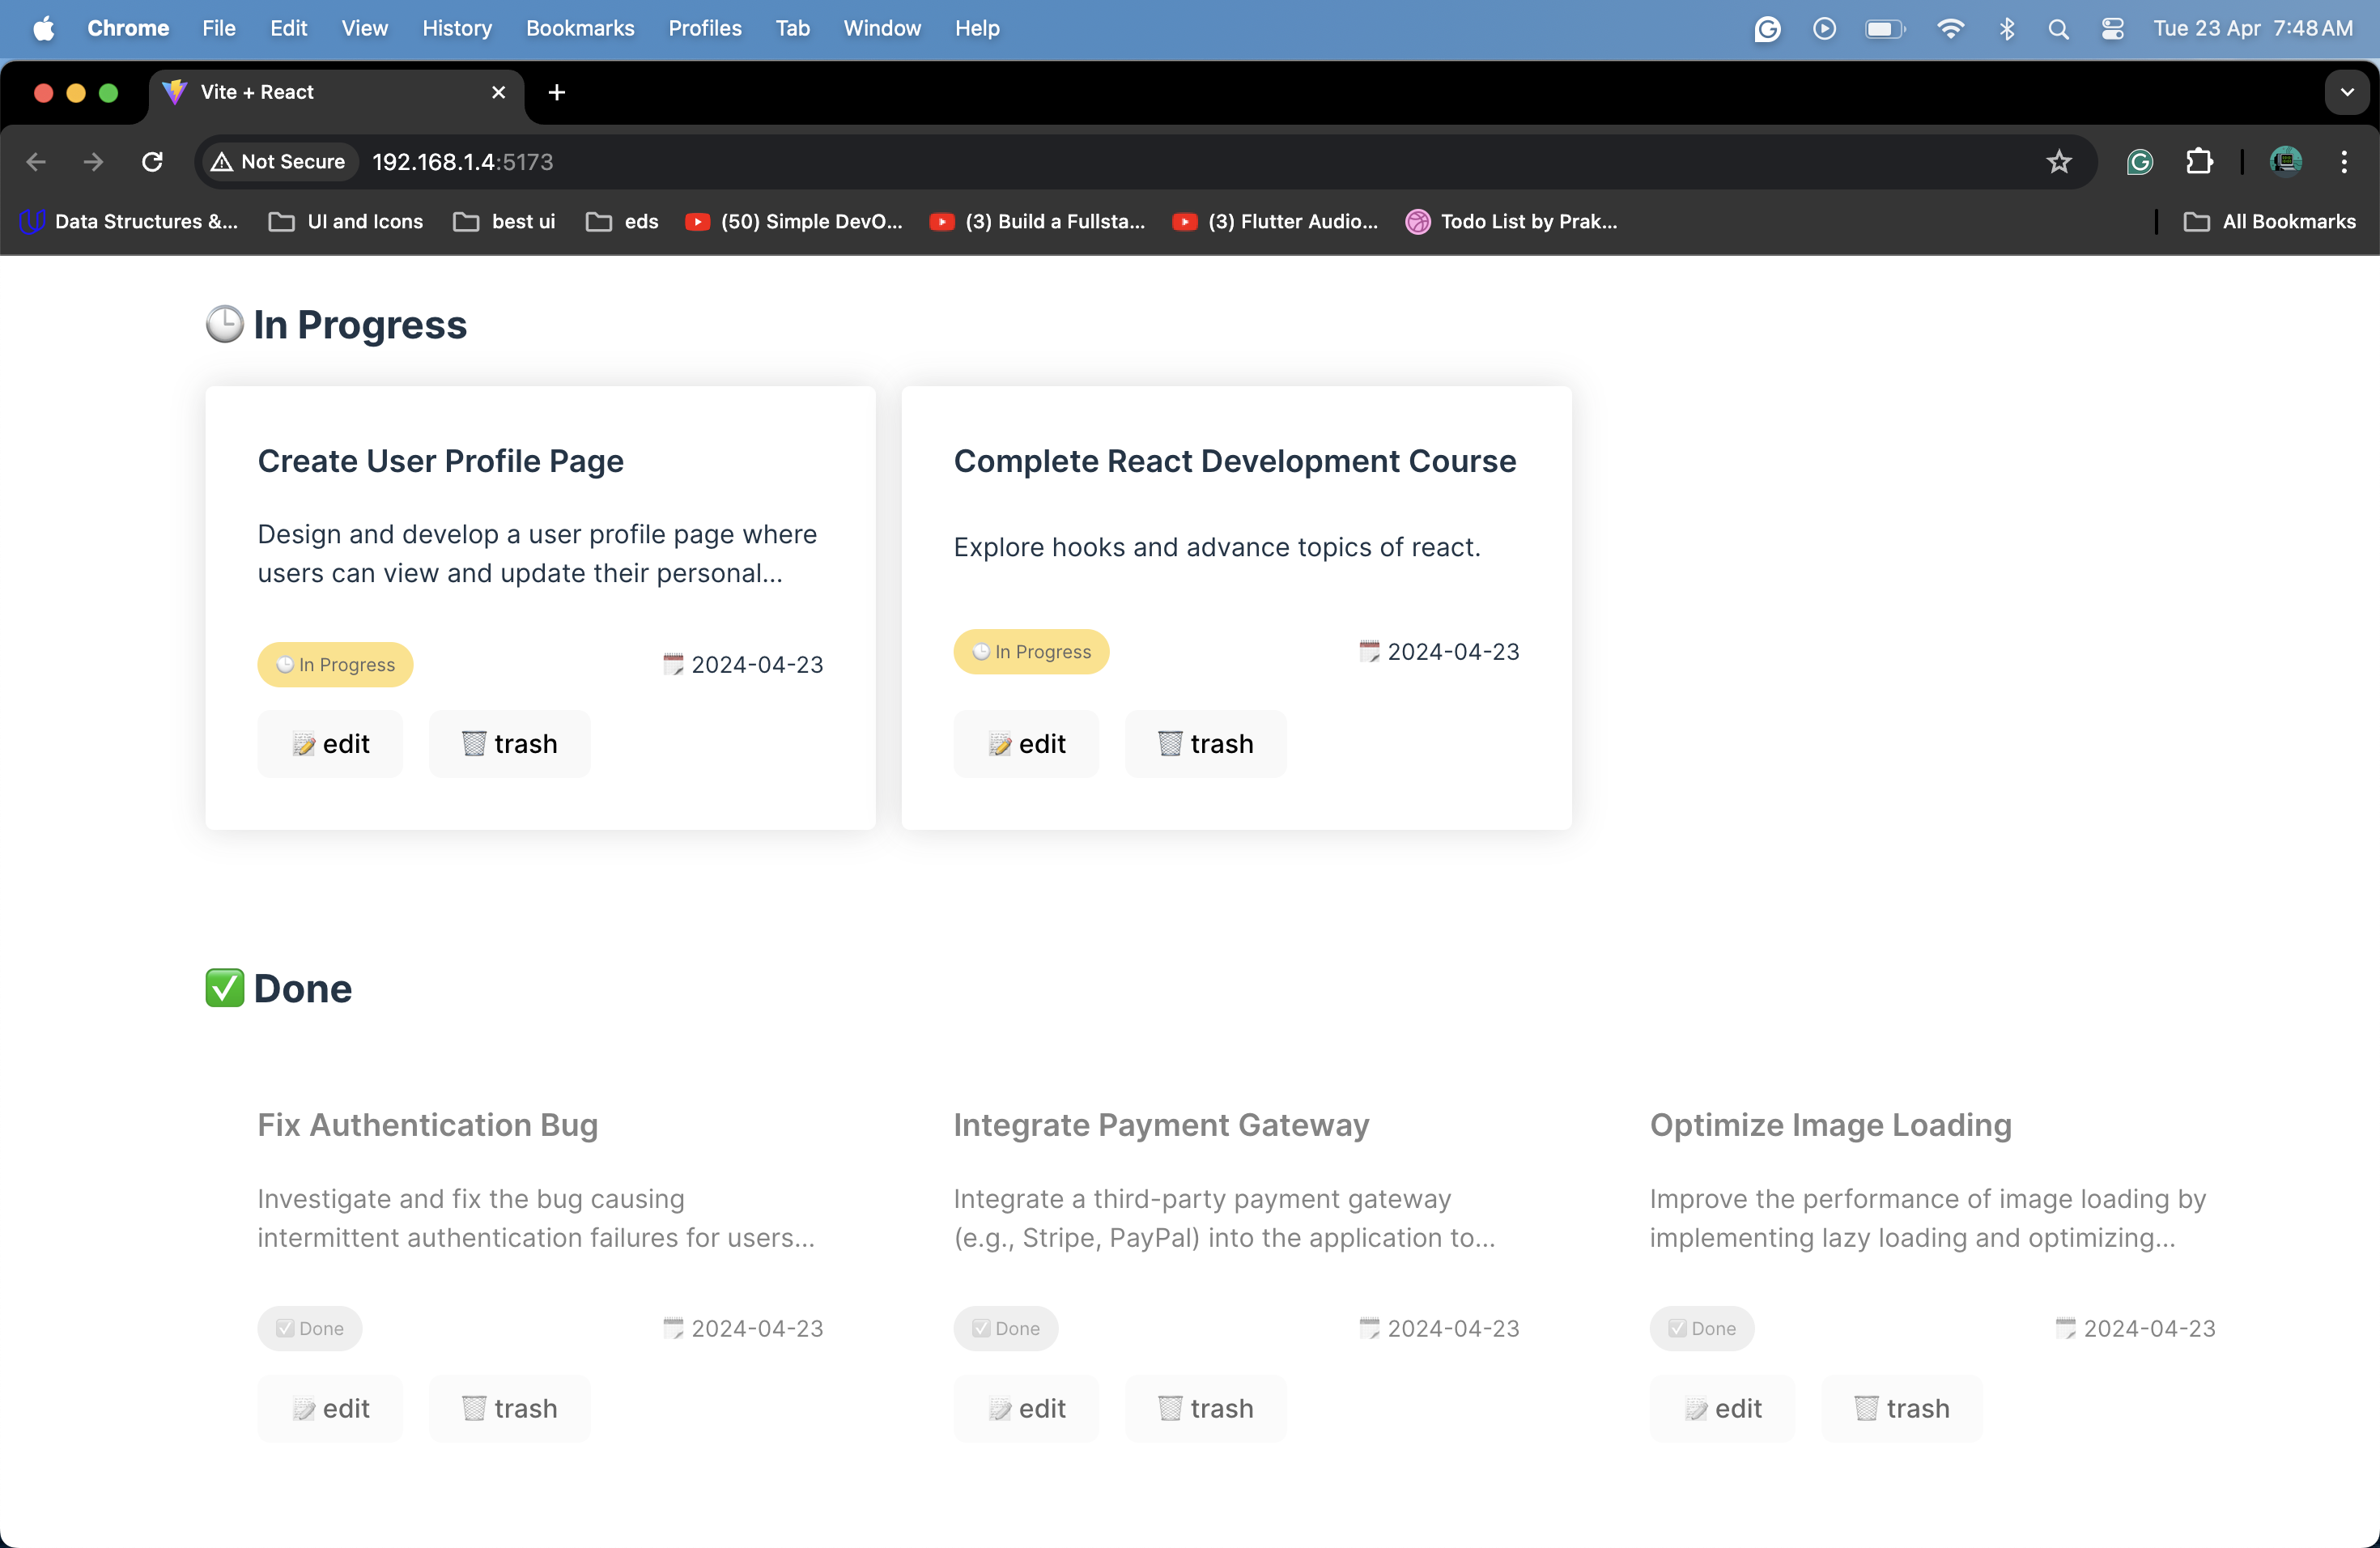 Chrome File Edit View History Bookmarks Profiles Tab Window Help Tue 23 Apr 7:48 AM
Vite + React
Not Secure 192.168.1.4:5173
Data Structures &... UI and Icons best ui eds (50) Simple DevO... (3) Build a Fullsta... (3) Flutter Audio... Todo List by Prak... All Bookmarks
In Progress
Create User Profile Page
Design and develop a user profile page where
users can view and update their personal...
In Progress 2024-04-23
edit trash
Complete React Development Course
Explore hooks and advance topics of react.
In Progress 2024-04-23
edit trash
Done
Fix Authentication Bug
Investigate and fix the bug causing
intermittent authentication failures for users...
Done 2024-04-23
edit trash
Integrate Payment Gateway
Integrate a third-party payment gateway
(e.g., Stripe, PayPal) into the application to...
Done 2024-04-23
edit trash
Optimize Image Loading
Improve the performance of image loading by
implementing lazy loading and optimizing...
Done 2024-04-23
edit trash